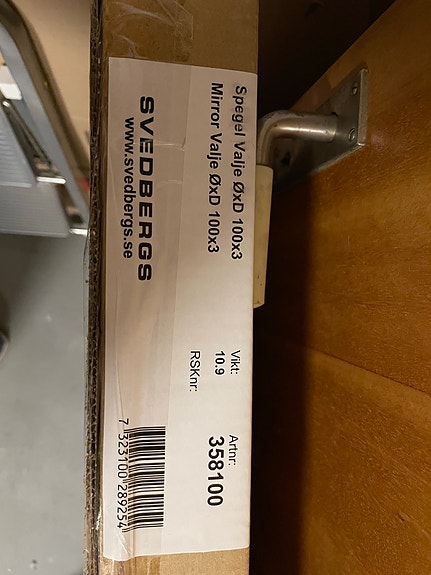 Spegel Valje ØxD 100x3
Mirror Valje ØxD 100x3
SVEDBERGS
www.svedbergs.se
Vikt:
10.9
RSKnr:
Artnr:
358100
7 323100 289254